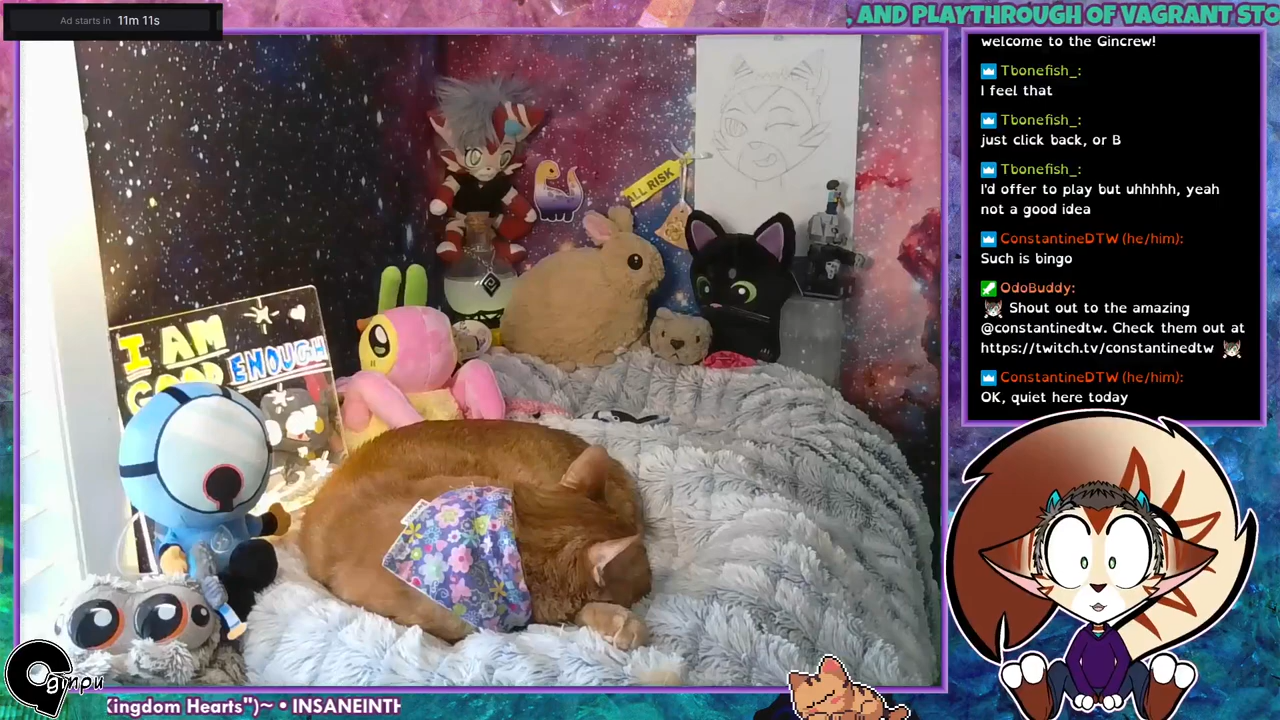 Ad starts in 11m 11s
, AND PLAYTHROUGH OF VAGRANT STO
welcome to the Gincrew!
Tbonefish_:
I feel that
Tbonefish_:
just click back, or B
Tbonefish_:
I'd offer to play but uhhhhh, yeah
not a good idea
ConstantineDTW (he/him):
Such is bingo
OdoBuddy:
Shout out to the amazing
@constantinedtw. Check them out at
https://twitch.tv/constantinedtw
ConstantineDTW (he/him):
OK, quiet here today
ALL RISK
I AM
GOOD ENOUGH
ginpu
Kingdom Hearts")~ • INSANEINTH